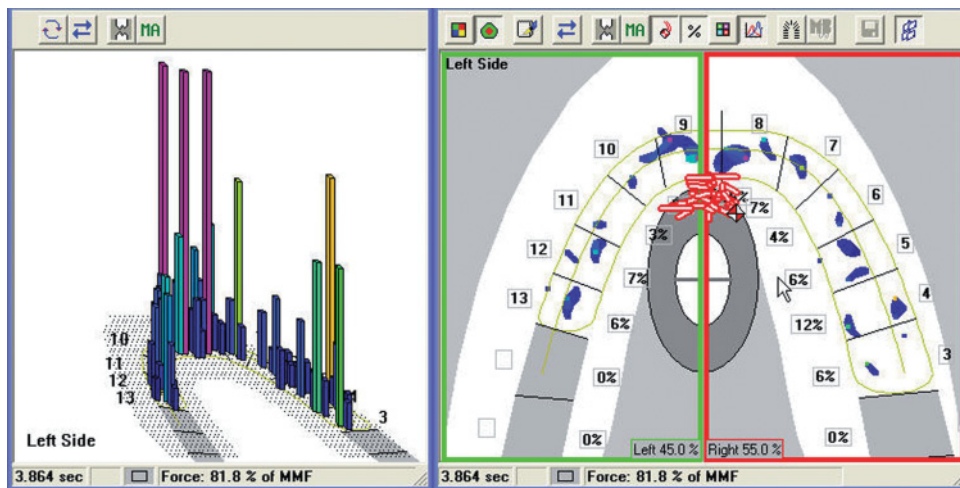 MA
10
11
12
13
3
Left Side
3.864 sec
Force: 81.8 % of MMF
MA
%
MB
Left Side
9
8
10
7
11
6
12
5
13
4
3
7%
3%
4%
7%
6%
6%
12%
0%
6%
0%
0%
Left 45.0 %
Right 55.0 %
3.864 sec
Force: 81.8 % of MMF